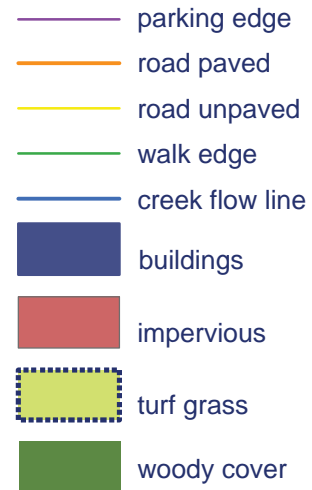 parking edge
road paved
road unpaved
walk edge
creek flow line
buildings
impervious
turf grass
woody cover